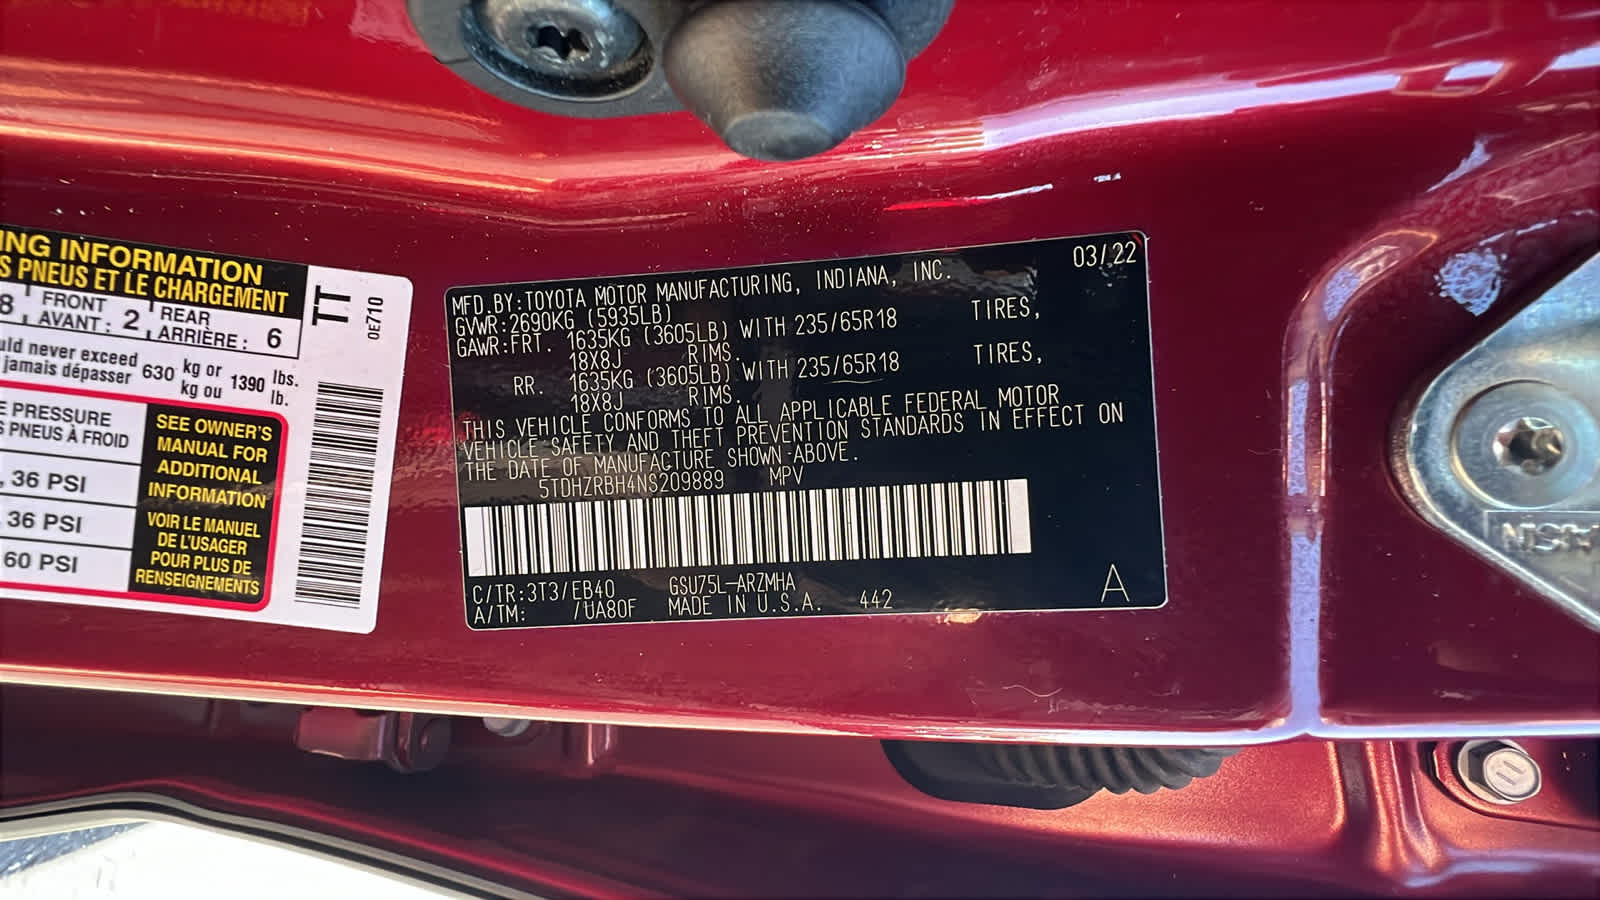 NG INFORMATION
S PNEUS ET LE CHARGEMENT
8 FRONT AVANT : 2 REAR ARRIÈRE : 6
uld never exceed 630 kg or 1390 lbs.
jamais dépasser kg ou lb.
E PRESSURE
S PNEUS À FROID
, 36 PSI
36 PSI
60 PSI
SEE OWNER'S
MANUAL FOR
ADDITIONAL
INFORMATION
VOIR LE MANUEL
DE L'USAGER
POUR PLUS DE
RENSEIGNEMENTS
TT
0E710
03/22
MFD.BY:TOYOTA MOTOR MANUFACTURING, INDIANA, INC.
GVWR:2690KG (5935LB)
GAWR:FRT. 1635KG (3605LB) WITH 235/65R18 TIRES,
18X8J RIMS.
RR. 1635KG (3605LB) WITH 235/65R18 TIRES,
18X8J RIMS.
THIS VEHICLE CONFORMS TO ALL APPLICABLE FEDERAL MOTOR
VEHICLE SAFETY AND THEFT PREVENTION STANDARDS IN EFFECT ON
THE DATE OF MANUFACTURE SHOWN ABOVE.
5TDHZRBH4NS209889 MPV
C/TR:3T3/EB40 GSU75L-ARZMHA
A/TM: /UA80F MADE IN U.S.A. 442
A